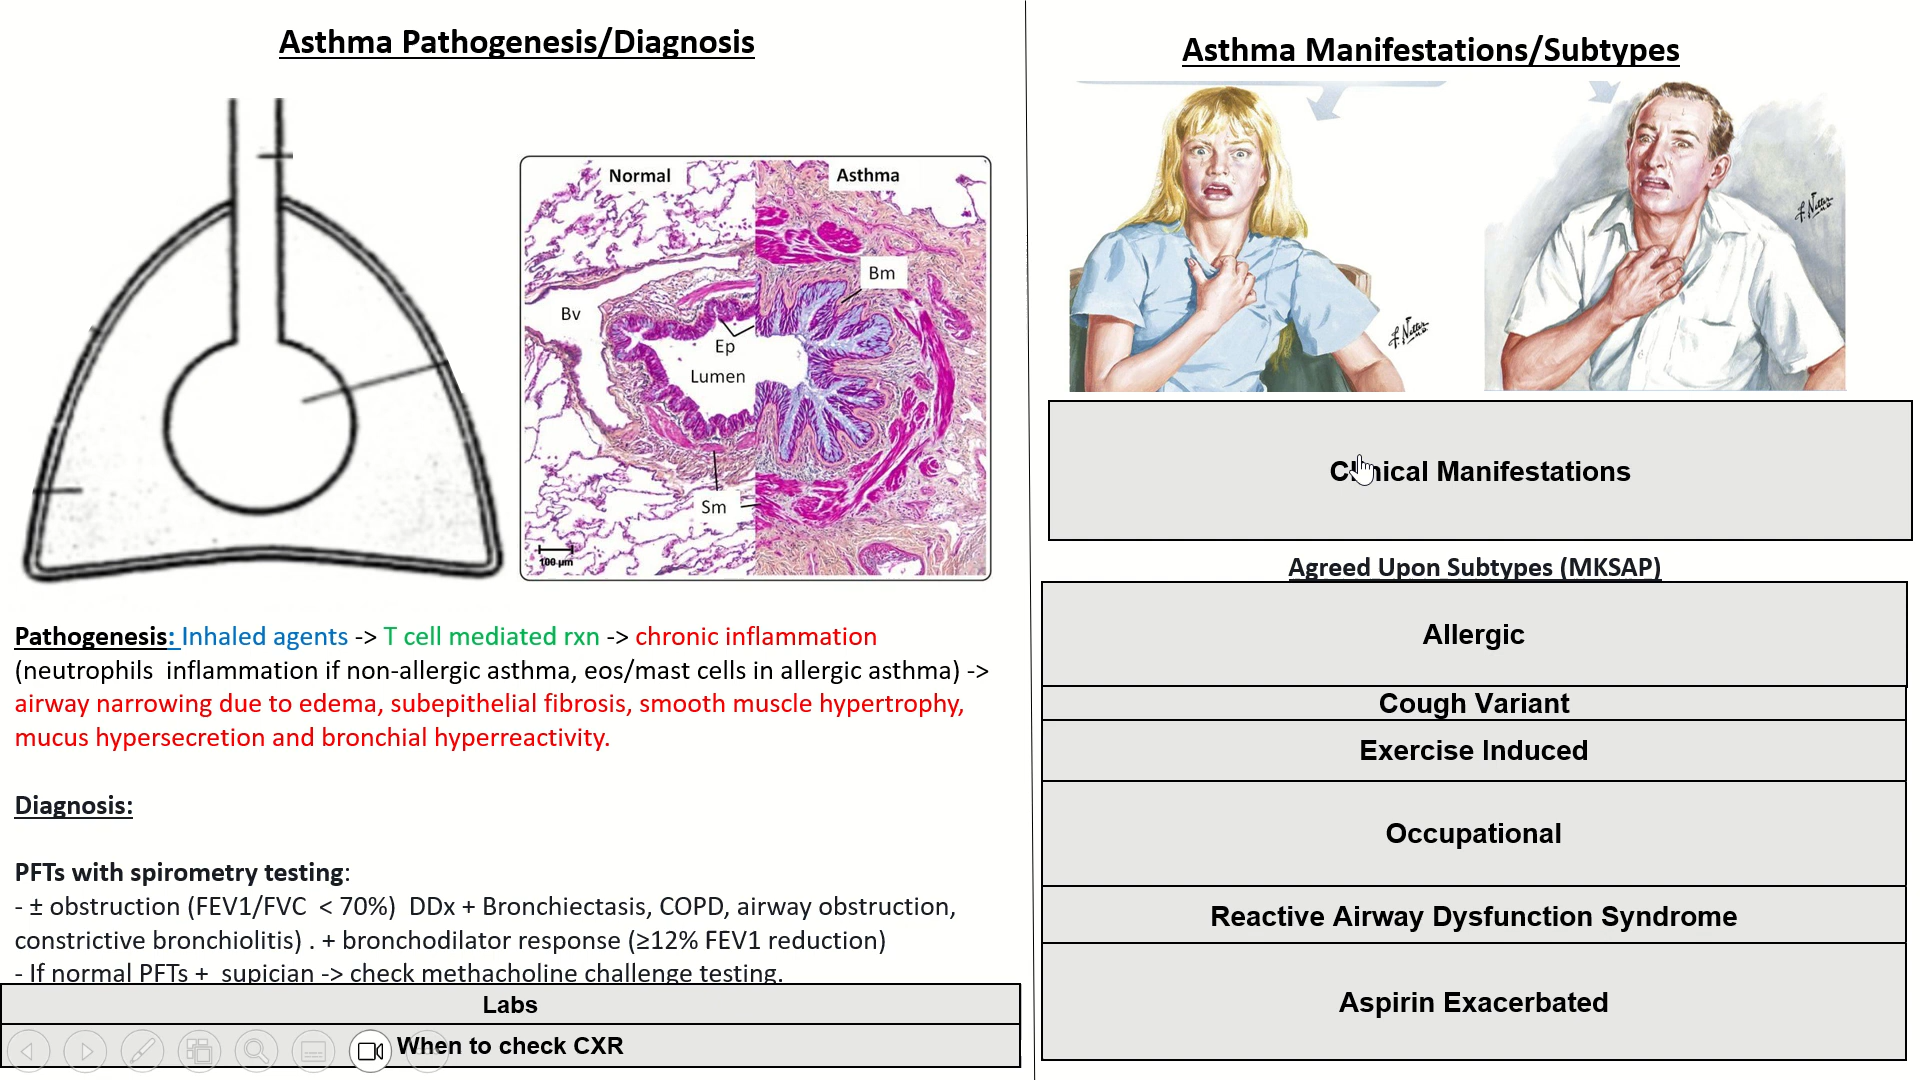 Asthma Pathogenesis/Diagnosis
Normal
Asthma
Bm
Bv
Ep
Lumen
Sm
100 µm
Pathogenesis: Inhaled agents -> T cell mediated rxn -> chronic inflammation
(neutrophils  inflammation if non-allergic asthma, eos/mast cells in allergic asthma) ->
airway narrowing due to edema, subepithelial fibrosis, smooth muscle hypertrophy,
mucus hypersecretion and bronchial hyperreactivity.
Diagnosis:
PFTs with spirometry testing:
- ± obstruction (FEV1/FVC  < 70%)  DDx + Bronchiectasis, COPD, airway obstruction,
constrictive bronchiolitis) . + bronchodilator response (≥12% FEV1 reduction)
- If normal PFTs +  supician -> check methacholine challenge testing.
Labs
When to check CXR
Asthma Manifestations/Subtypes
F. Netter
M.D.
F. Netter
M.D.
Clinical Manifestations
Agreed Upon Subtypes (MKSAP)
Allergic
Cough Variant
Exercise Induced
Occupational
Reactive Airway Dysfunction Syndrome
Aspirin Exacerbated